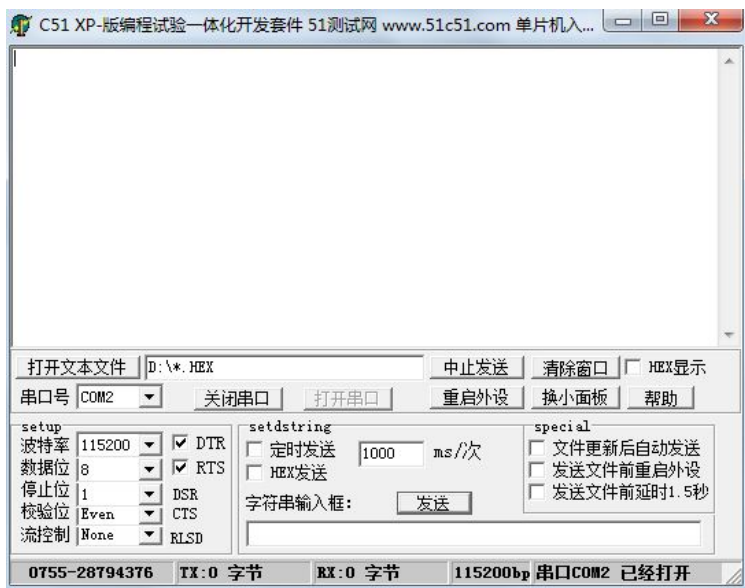 C51 XP-版编程试验一体化开发套件 51测试网 www.51c51.com 单片机入...
打开文本文件 D:\*.HEX 中止发送 清除窗口 HEX显示
串口号 COM2 关闭串口 打开串口 重启外设 换小面板 帮助
setup setdstring special
波特率 115200 DTR 定时发送 1000 ms/次 文件更新后自动发送
数据位 8 RTS HEX发送 发送文件前重启外设
停止位 1 DSR 字符串输入框: 发送 发送文件前延时1.5秒
校验位 Even CTS
流控制 None RLSD
0755-28794376 TX:0 字节 RX:0 字节 115200bp 串口COM2 已经打开